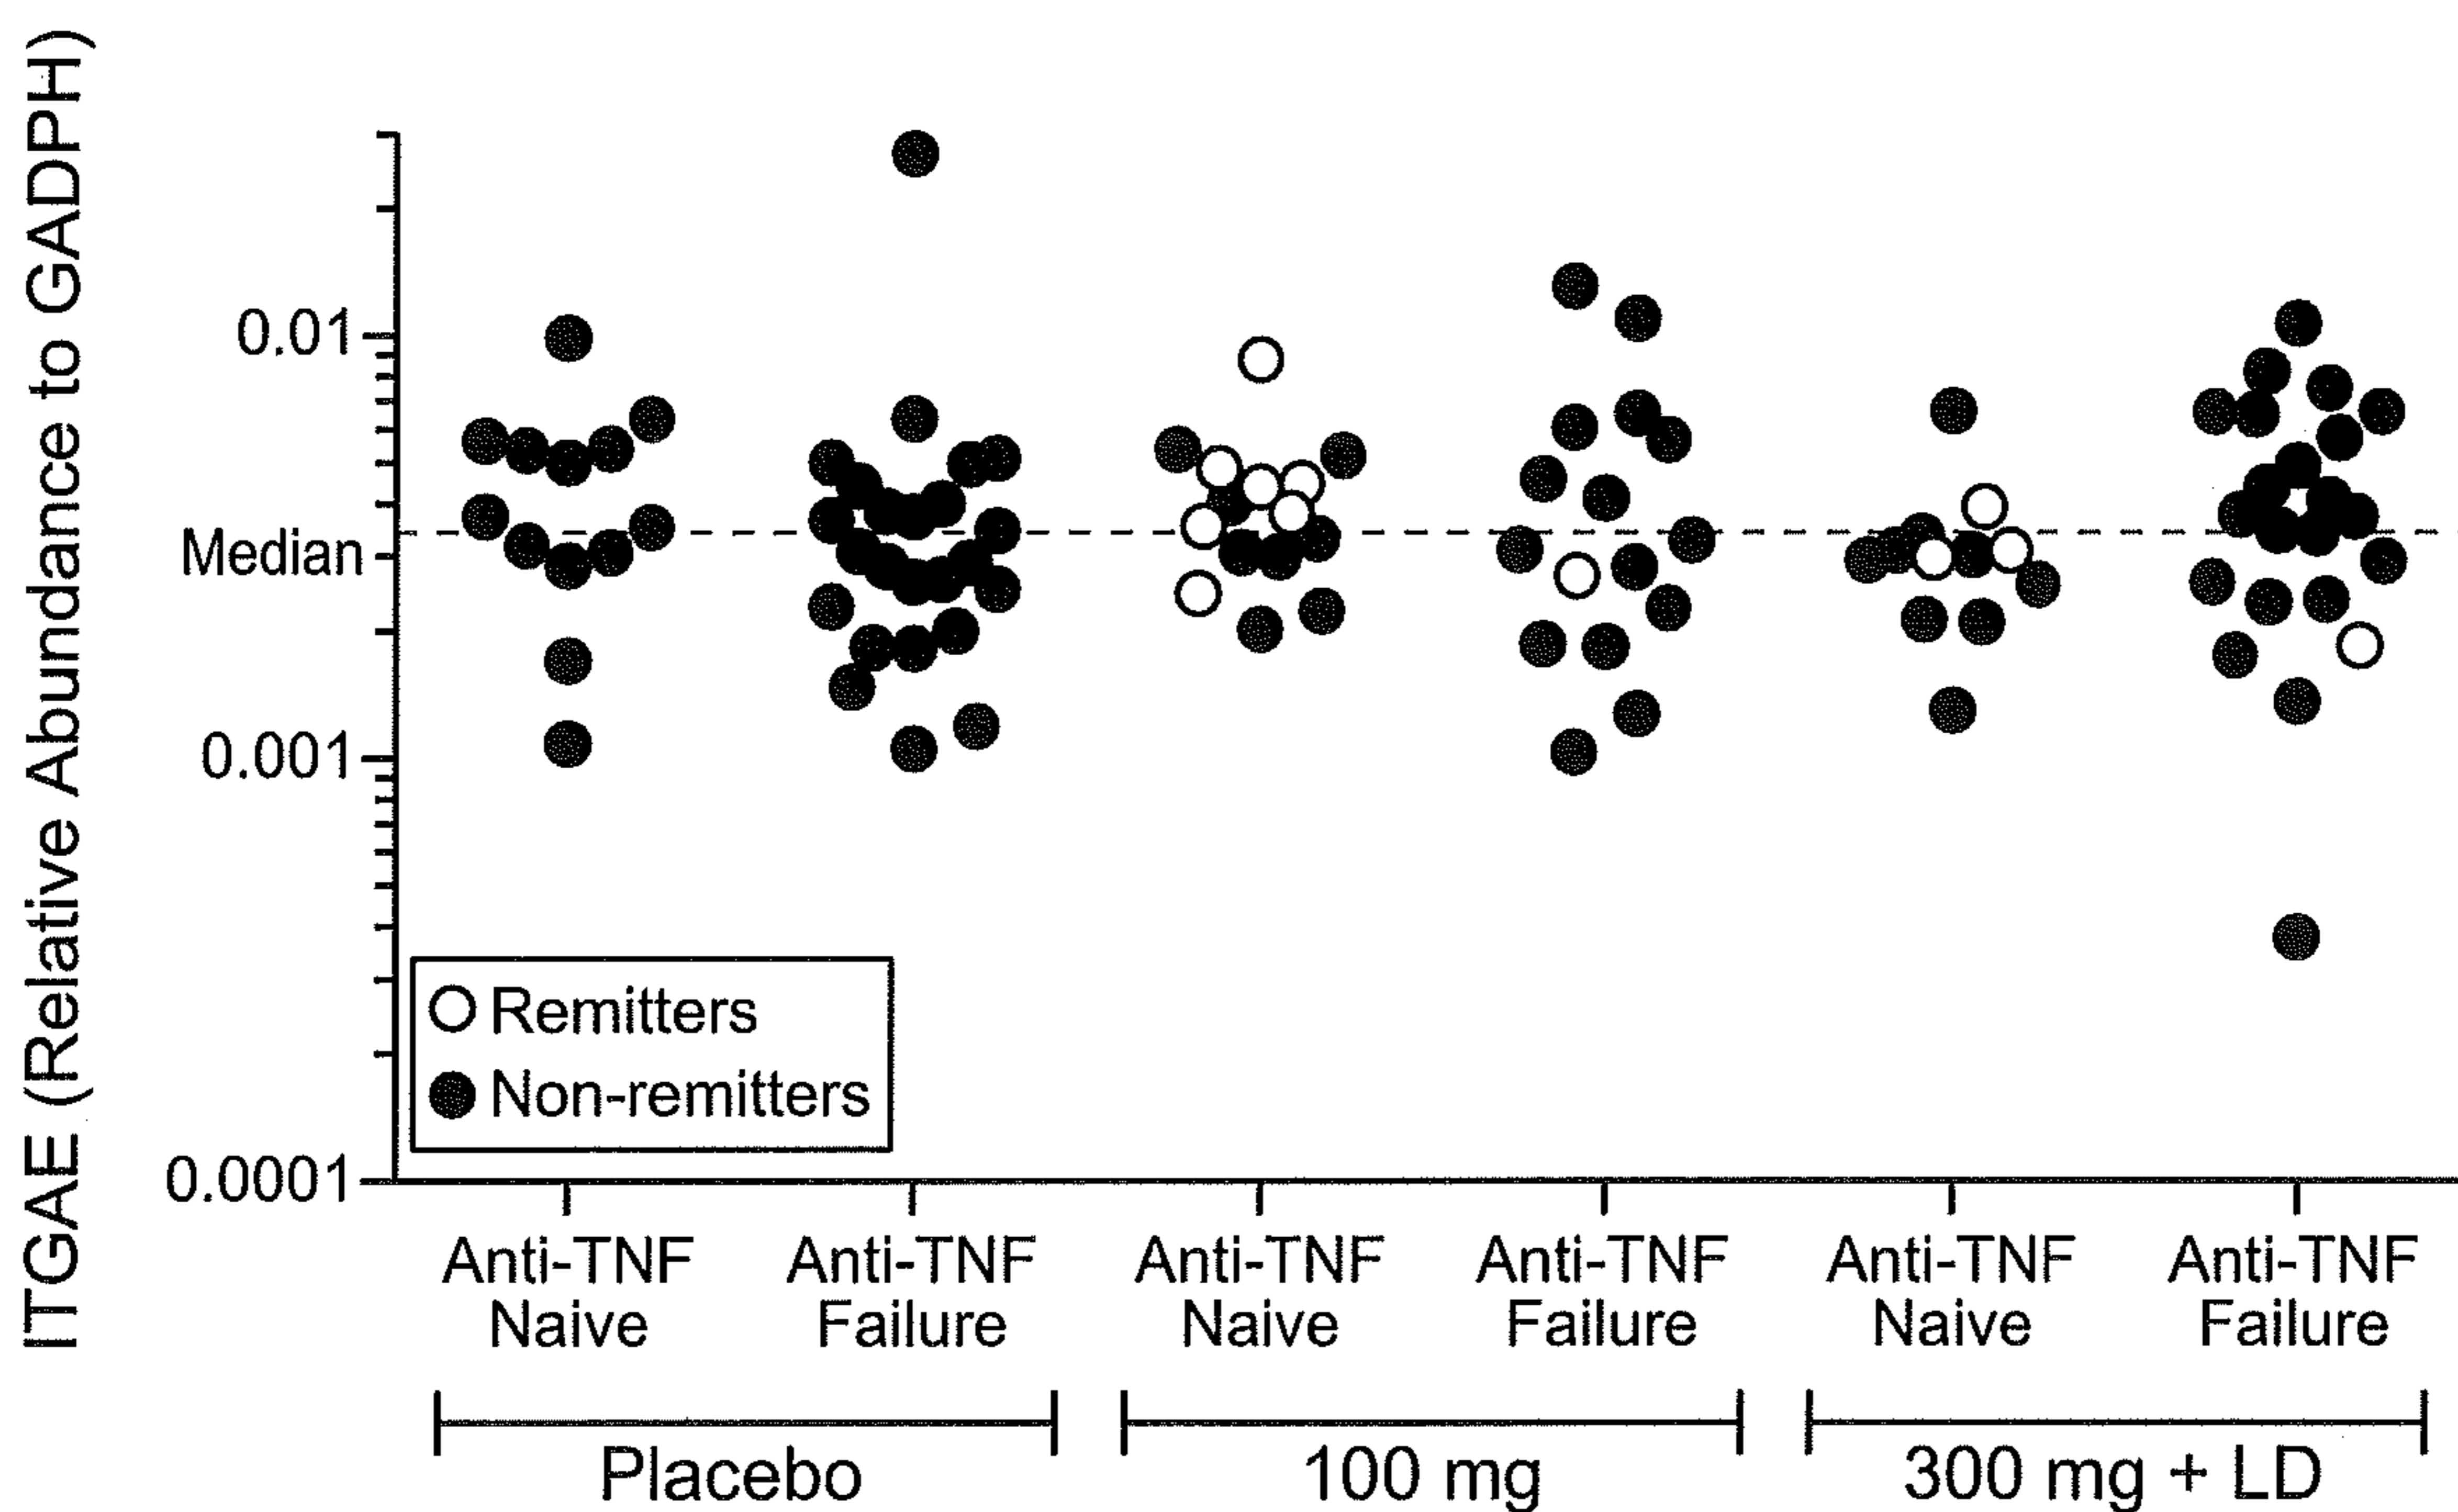 ITGAE (Relative Abundance to GADPH)
0.01
Median
0.001
0.0001
Remitters
Non-remitters
Anti-TNF Naive
Anti-TNF Failure
Anti-TNF Naive
Anti-TNF Failure
Anti-TNF Naive
Anti-TNF Failure
Placebo
100 mg
300 mg + LD